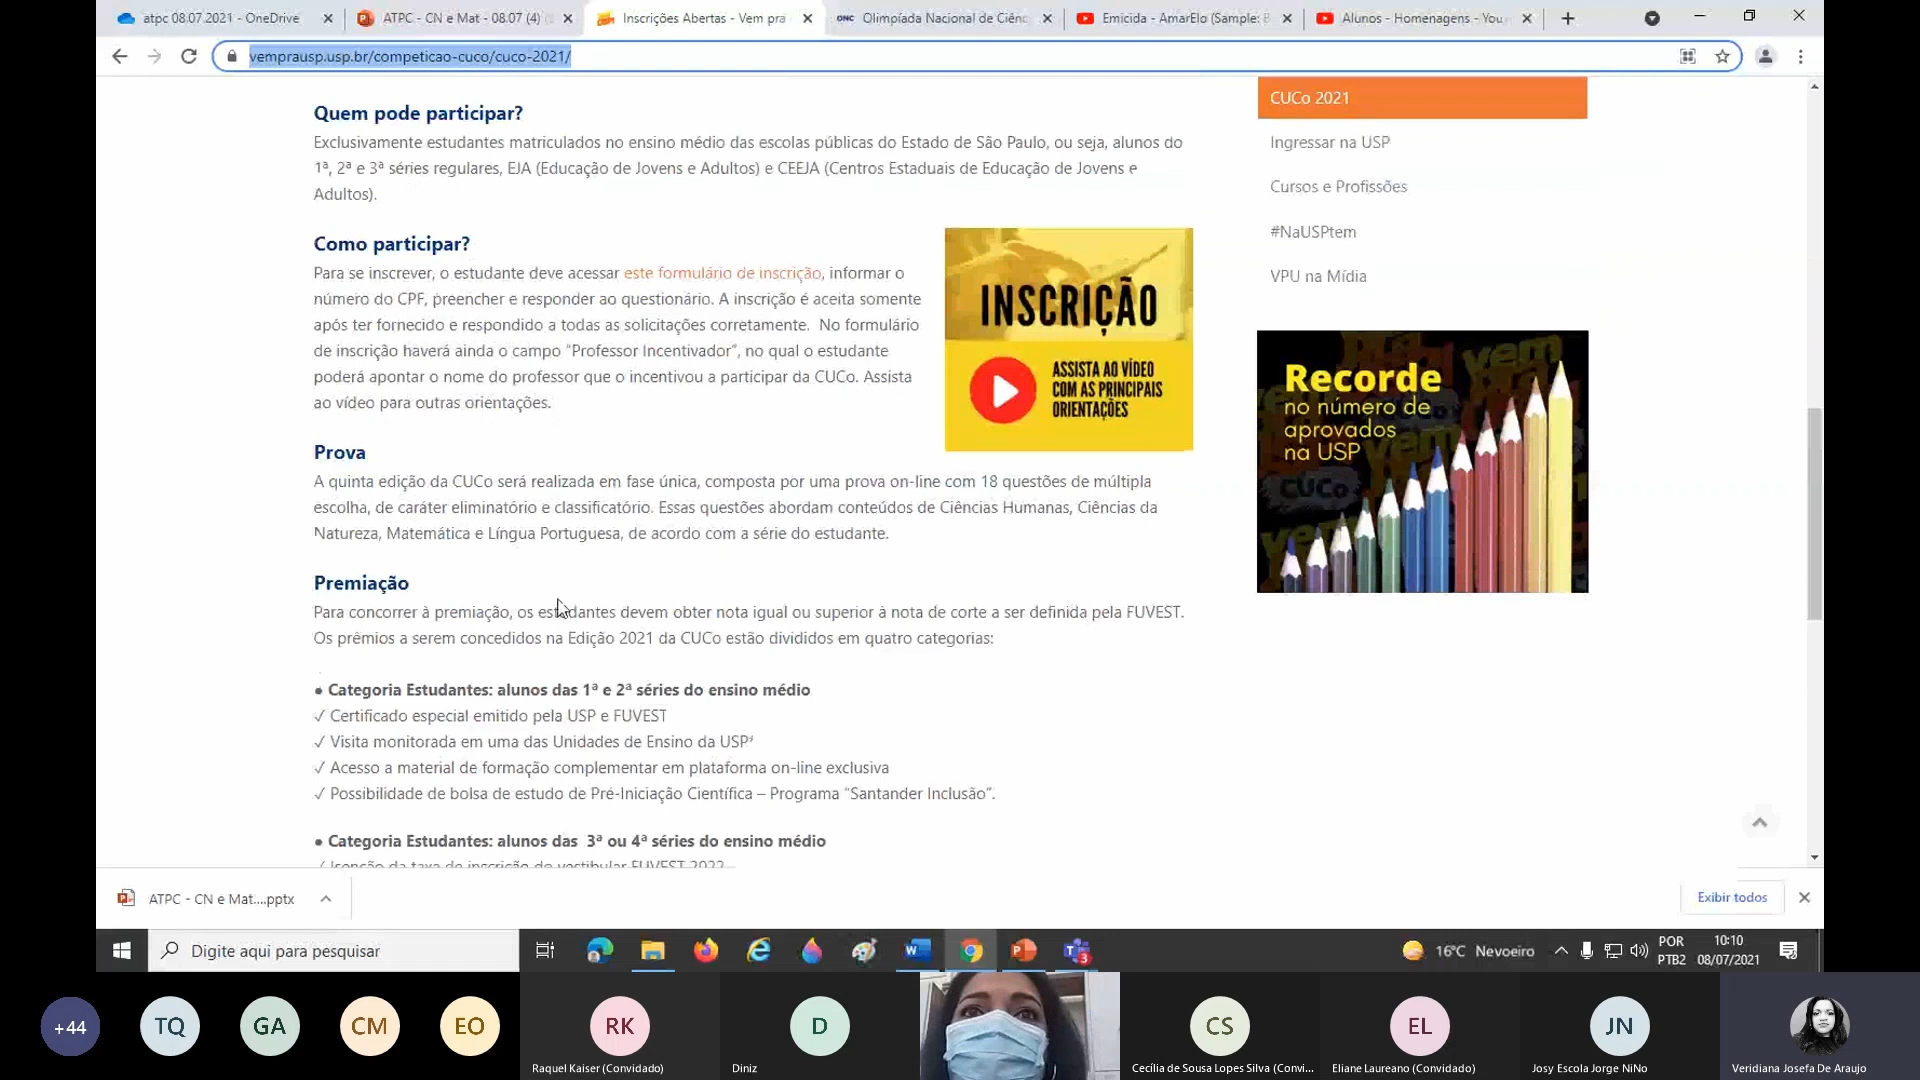 atpc 08.07.2021 - OneDrive
ATPC - CN e Mat - 08.07 (4)
Inscrições Abertas - Vem pra
ONC Olimpíada Nacional de Ciênc
Emicida - AmarElo (Sample: B
Alunos - Homenagens - You
vemprausp.usp.br/competicao-cuco/cuco-2021/
Quem pode participar?
Exclusivamente estudantes matriculados no ensino médio das escolas públicas do Estado de São Paulo, ou seja, alunos do
1ª, 2ª e 3ª séries regulares, EJA (Educação de Jovens e Adultos) e CEEJA (Centros Estaduais de Educação de Jovens e
Adultos).
Como participar?
Para se inscrever, o estudante deve acessar este formulário de inscrição, informar o
número do CPF, preencher e responder ao questionário. A inscrição é aceita somente
após ter fornecido e respondido a todas as solicitações corretamente. No formulário
de inscrição haverá ainda o campo “Professor Incentivador”, no qual o estudante
poderá apontar o nome do professor que o incentivou a participar da CUCo. Assista
ao vídeo para outras orientações.
INSCRIÇÃO
ASSISTA AO VÍDEO
COM AS PRINCIPAIS
ORIENTAÇÕES
Prova
A quinta edição da CUCo será realizada em fase única, composta por uma prova on-line com 18 questões de múltipla
escolha, de caráter eliminatório e classificatório. Essas questões abordam conteúdos de Ciências Humanas, Ciências da
Natureza, Matemática e Língua Portuguesa, de acordo com a série do estudante.
Premiação
Para concorrer à premiação, os estudantes devem obter nota igual ou superior à nota de corte a ser definida pela FUVEST.
Os prêmios a serem concedidos na Edição 2021 da CUCo estão divididos em quatro categorias:
● Categoria Estudantes: alunos das 1ª e 2ª séries do ensino médio
✓ Certificado especial emitido pela USP e FUVEST
✓ Visita monitorada em uma das Unidades de Ensino da USP³
✓ Acesso a material de formação complementar em plataforma on-line exclusiva
✓ Possibilidade de bolsa de estudo de Pré-Iniciação Científica – Programa “Santander Inclusão”.
● Categoria Estudantes: alunos das 3ª ou 4ª séries do ensino médio
✓ Isenção da taxa de inscrição do vestibular FUVEST 2022
CUCo 2021
Ingressar na USP
Cursos e Profissões
#NaUSPtem
VPU na Mídia
Recorde
no número de
aprovados
na USP
CUCo
vem
ATPC - CN e Mat....pptx
Exibir todos
Digite aqui para pesquisar
3
16°C Nevoeiro
POR
PTB2
10:10
08/07/2021
+44
TQ
GA
CM
EO
RK
Raquel Kaiser (Convidado)
D
Diniz
CS
Cecília de Sousa Lopes Silva (Convi...
EL
Eliane Laureano (Convidado)
JN
Josy Escola Jorge NiNo
Veridiana Josefa De Araujo